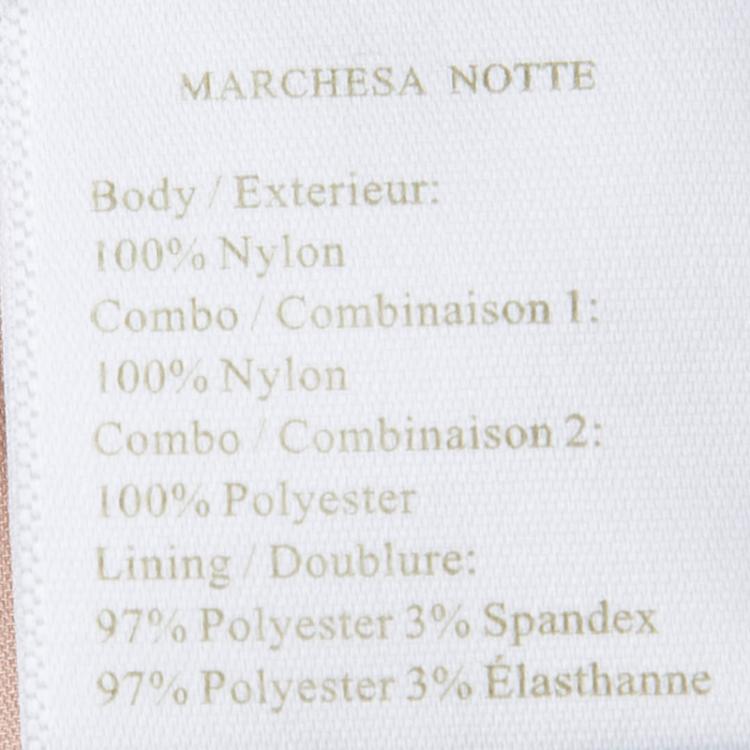 MARCHESA NOTTE
Body / Exterieur:
100% Nylon
Combo / Combinaison 1:
100% Nylon
Combo / Combinaison 2:
100% Polyester
Lining / Doublure:
97% Polyester 3% Spandex
97% Polyester 3% Élasthanne